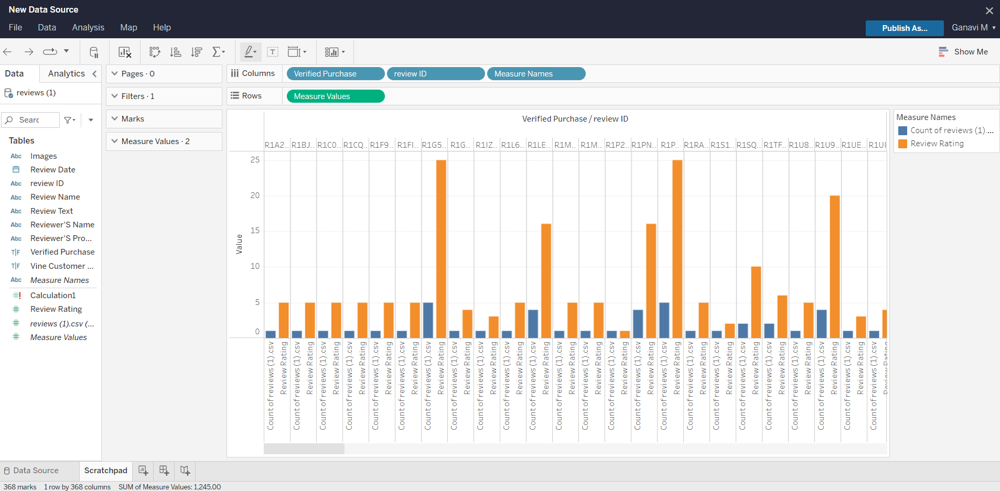 New Data Source
File Data Analysis Map Help
Publish As...
Ganavi M
Show Me
Data Analytics
reviews (1)
Searc
Tables
Abc Images
Review Date
Abc review ID
Abc Review Name
Abc Review Text
Abc Reviewer'S Name
Abc Reviewer'S Pro...
T|F Verified Purchase
T|F Vine Customer ...
Abc Measure Names
Calculation1
Review Rating
reviews (1).csv (...
Measure Values
Pages · 0
Filters · 1
Marks
Measure Values · 2
Columns Verified Purchase review ID Measure Names
Rows Measure Values
Verified Purchase / review ID
R1A2.. R1BJ.. R1C0.. R1CQ.. R1F9.. R1FI.. R1G5.. R1G.. R1IZ.. R1L6.. R1LE.. R1M.. R1M.. R1P2.. R1PN.. R1P.. R1RA.. R1S1.. R1SQ.. R1TF.. R1U8.. R1U9.. R1UE.. R1UI
25
20
15
10
5
0
Value
Count of reviews (1).csv
Review Rating
Count of reviews (1).csv
Review Rating
Count of reviews (1).csv
Review Rating
Count of reviews (1).csv
Review Rating
Count of reviews (1).csv
Review Rating
Count of reviews (1).csv
Review Rating
Count of reviews (1).csv
Review Rating
Count of reviews (1).csv
Review Rating
Count of reviews (1).csv
Review Rating
Count of reviews (1).csv
Review Rating
Count of reviews (1).csv
Review Rating
Count of reviews (1).csv
Review Rating
Count of reviews (1).csv
Review Rating
Count of reviews (1).csv
Review Rating
Count of reviews (1).csv
Review Rating
Count of reviews (1).csv
Review Rating
Count of reviews (1).csv
Review Rating
Count of reviews (1).csv
Review Rating
Count of reviews (1).csv
Review Rating
Count of reviews (1).csv
Review Rating
Count of reviews (1).csv
Review Rating
Count of reviews (1).csv
Review Rating
Count of reviews (1).csv
Review Rating
Count of reviews (1).csv
Measure Names
Count of reviews (1)....
Review Rating
Data Source Scratchpad
368 marks 1 row by 368 columns SUM of Measure Values: 1,245.00